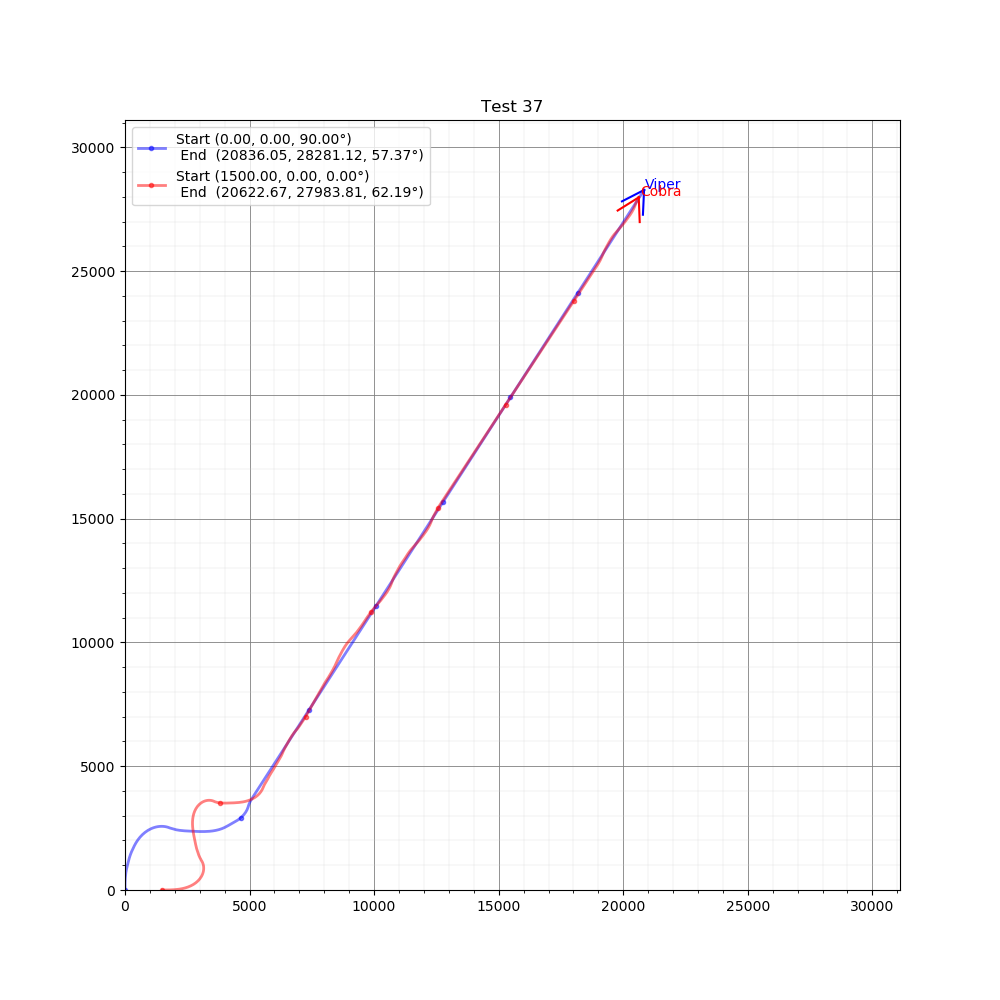 Test 37
Start (0.00, 0.00, 90.00°)
End  (20836.05, 28281.12, 57.37°)
Start (1500.00, 0.00, 0.00°)
End  (20622.67, 27983.81, 62.19°)
Viper
Cobra
30000
25000
20000
15000
10000
5000
0
0 5000 10000 15000 20000 25000 30000